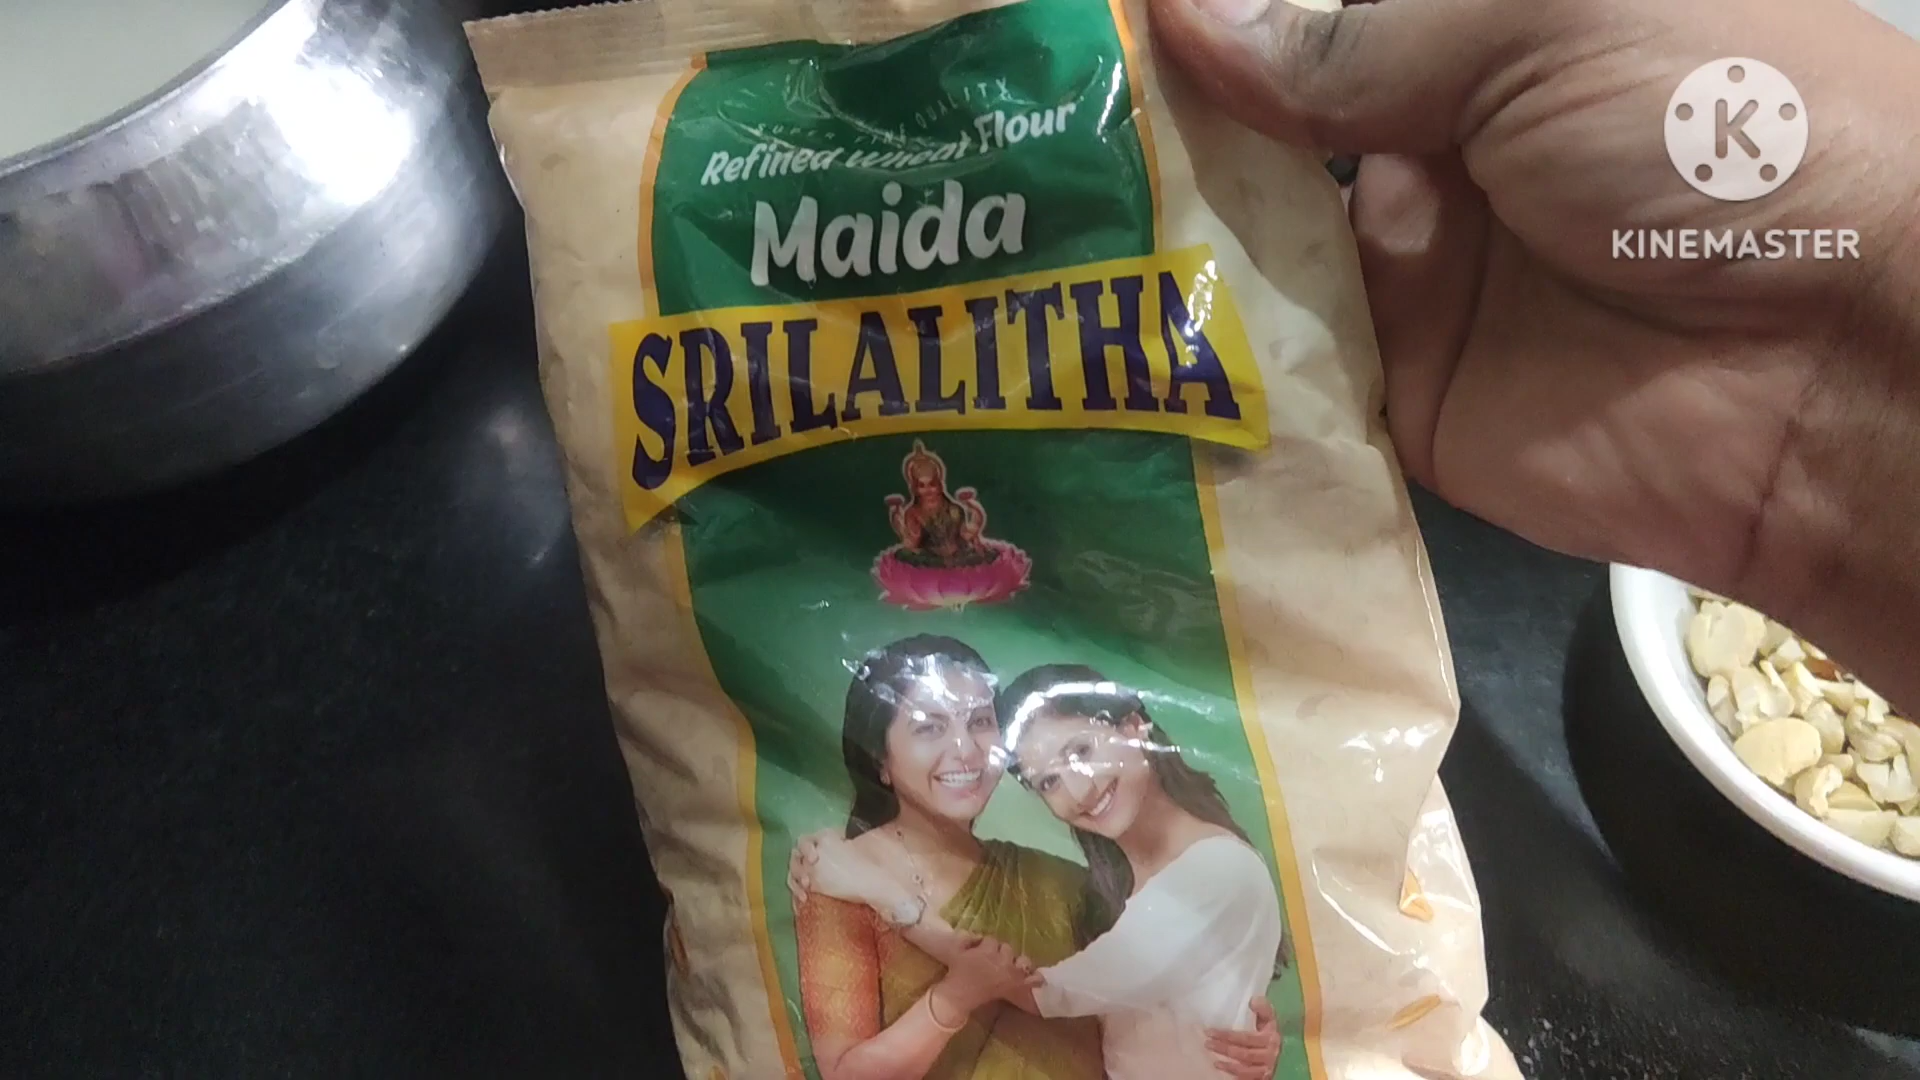 SUPER FINE QUALITY
Refined wheat Flour
Maida
SRILALITHA
K
KINEMASTER